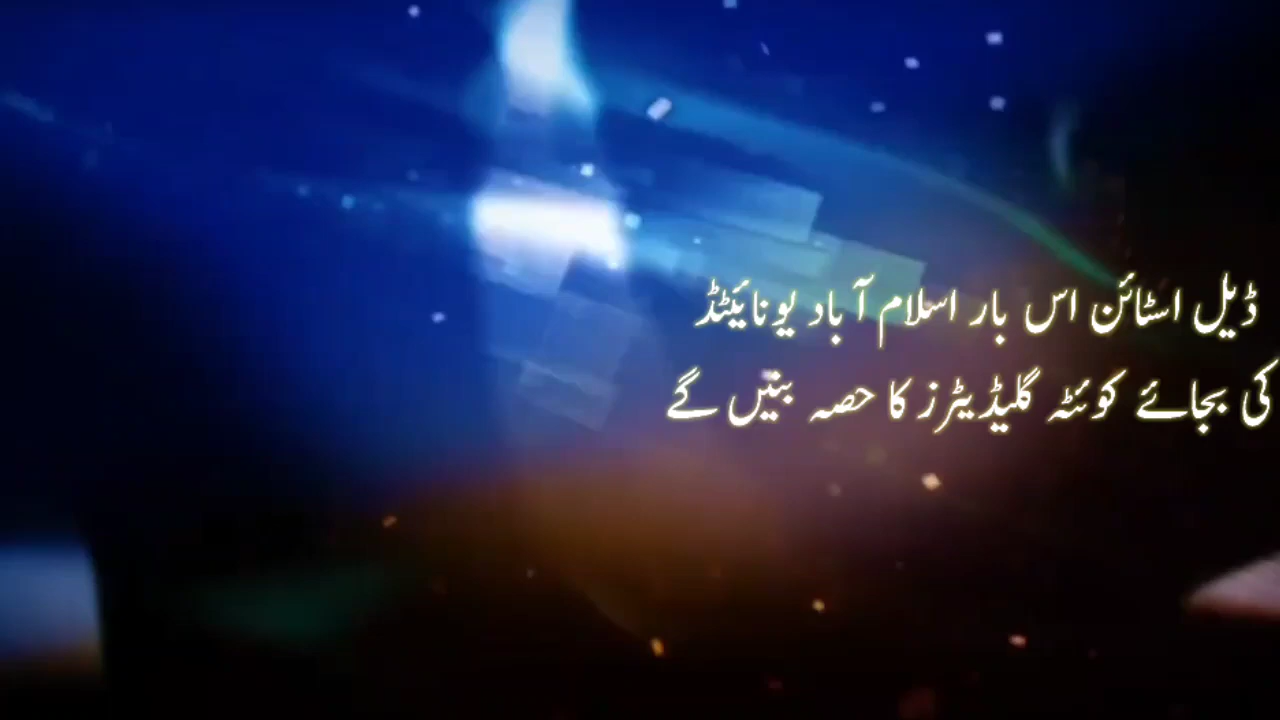 ڈیل اسٹائن اس بار اسلام آباد یونائیٹڈ
کی بجائے کوئٹہ گلیڈیٹرز کا حصہ بنیں گے